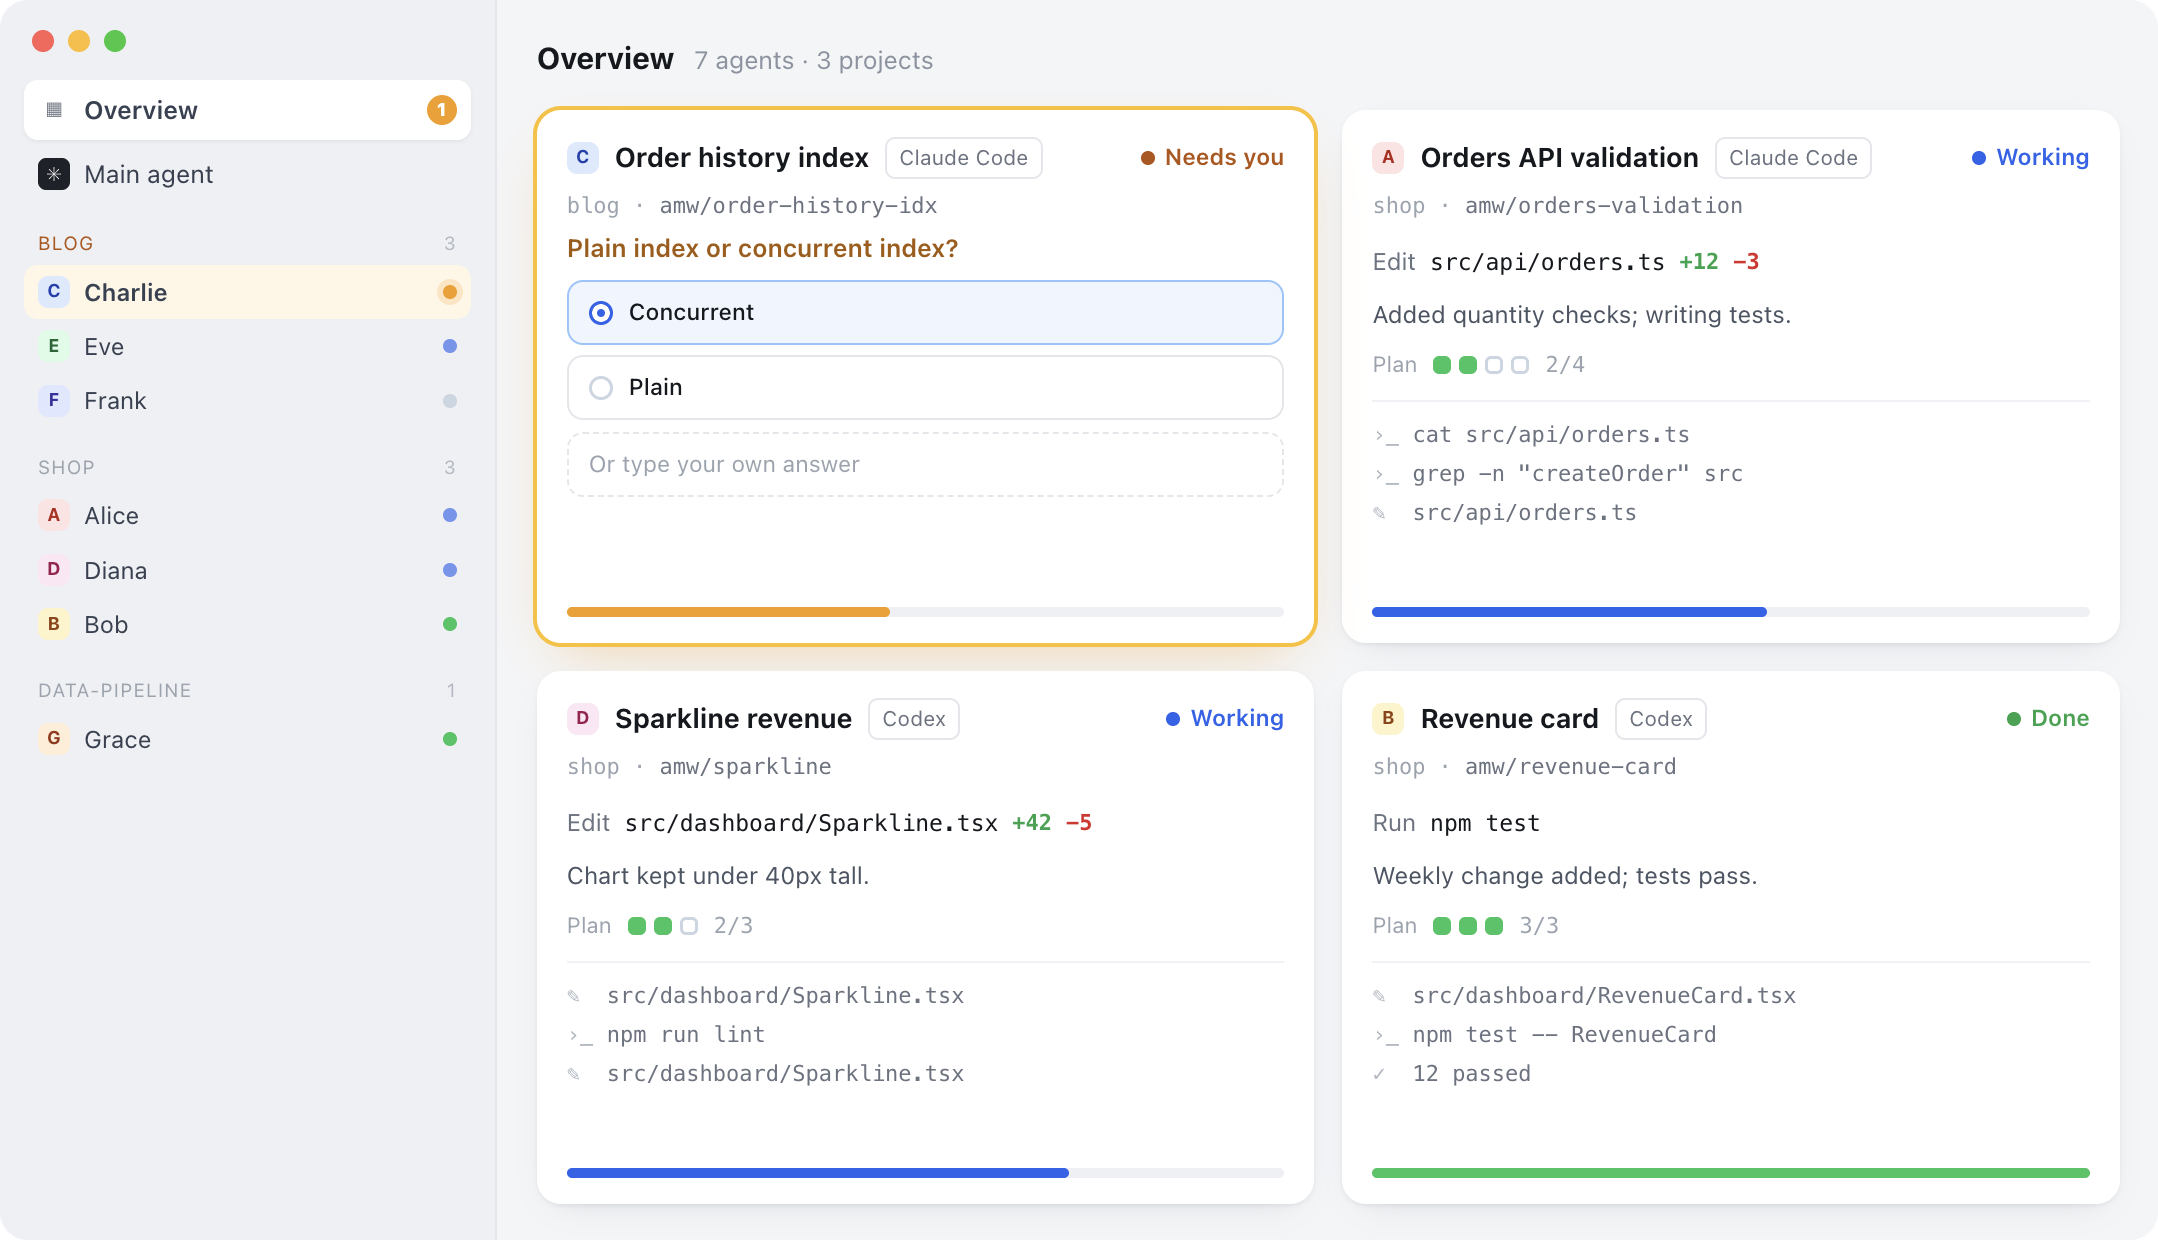 Overview 1
Main agent
BLOG 3
C Charlie
E Eve
F Frank
SHOP 3
A Alice
D Diana
B Bob
DATA-PIPELINE 1
G Grace
Overview 7 agents · 3 projects
C Order history index Claude Code Needs you
blog · amw/order-history-idx
Plain index or concurrent index?
Concurrent
Plain
Or type your own answer
A Orders API validation Claude Code Working
shop · amw/orders-validation
Edit src/api/orders.ts +12 −3
Added quantity checks; writing tests.
Plan 2/4
›_ cat src/api/orders.ts
›_ grep -n "createOrder" src
✎ src/api/orders.ts
D Sparkline revenue Codex Working
shop · amw/sparkline
Edit src/dashboard/Sparkline.tsx +42 −5
Chart kept under 40px tall.
Plan 2/3
✎ src/dashboard/Sparkline.tsx
›_ npm run lint
✎ src/dashboard/Sparkline.tsx
B Revenue card Codex Done
shop · amw/revenue-card
Run npm test
Weekly change added; tests pass.
Plan 3/3
✎ src/dashboard/RevenueCard.tsx
›_ npm test -- RevenueCard
✓ 12 passed